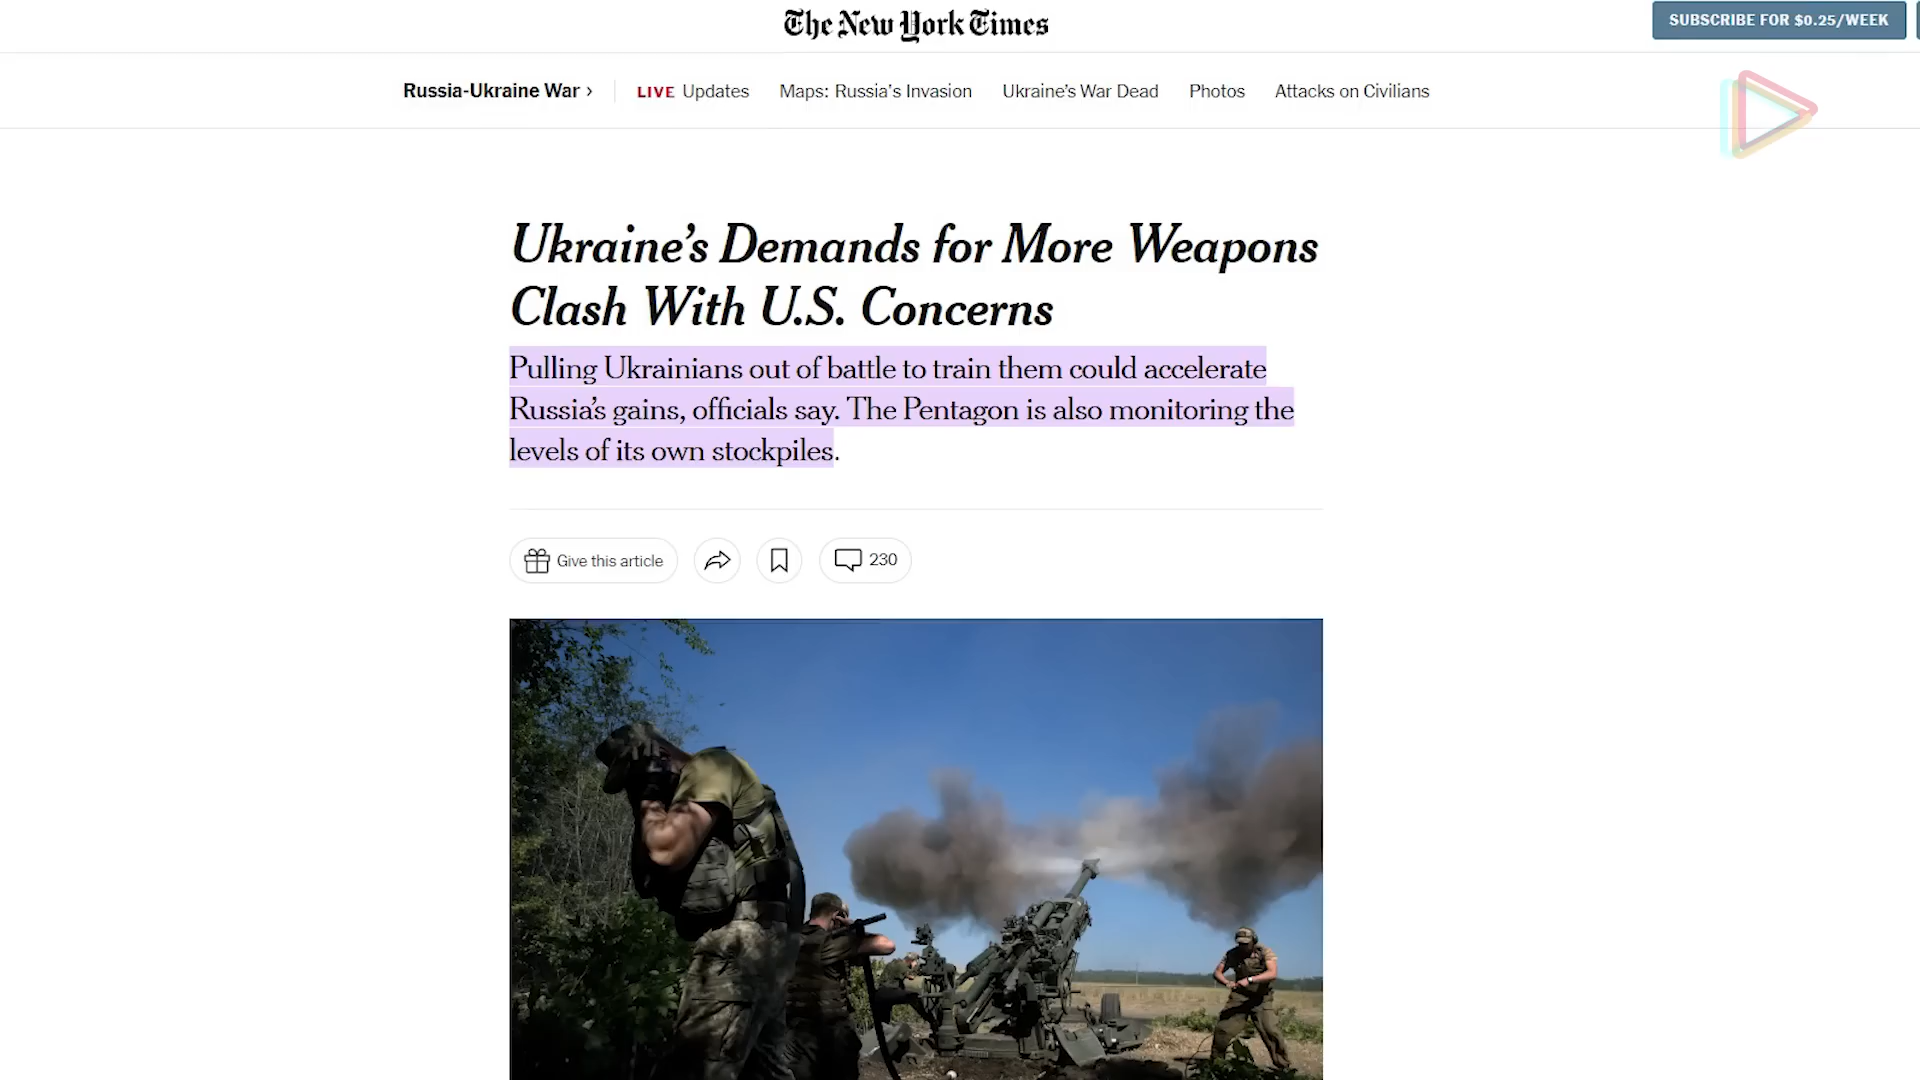 The New York Times
SUBSCRIBE FOR $0.25/WEEK
Russia-Ukraine War ›
LIVE Updates
Maps: Russia's Invasion
Ukraine's War Dead
Photos
Attacks on Civilians
Ukraine's Demands for More Weapons
Clash With U.S. Concerns
Pulling Ukrainians out of battle to train them could accelerate
Russia's gains, officials say. The Pentagon is also monitoring the
levels of its own stockpiles.
Give this article
230